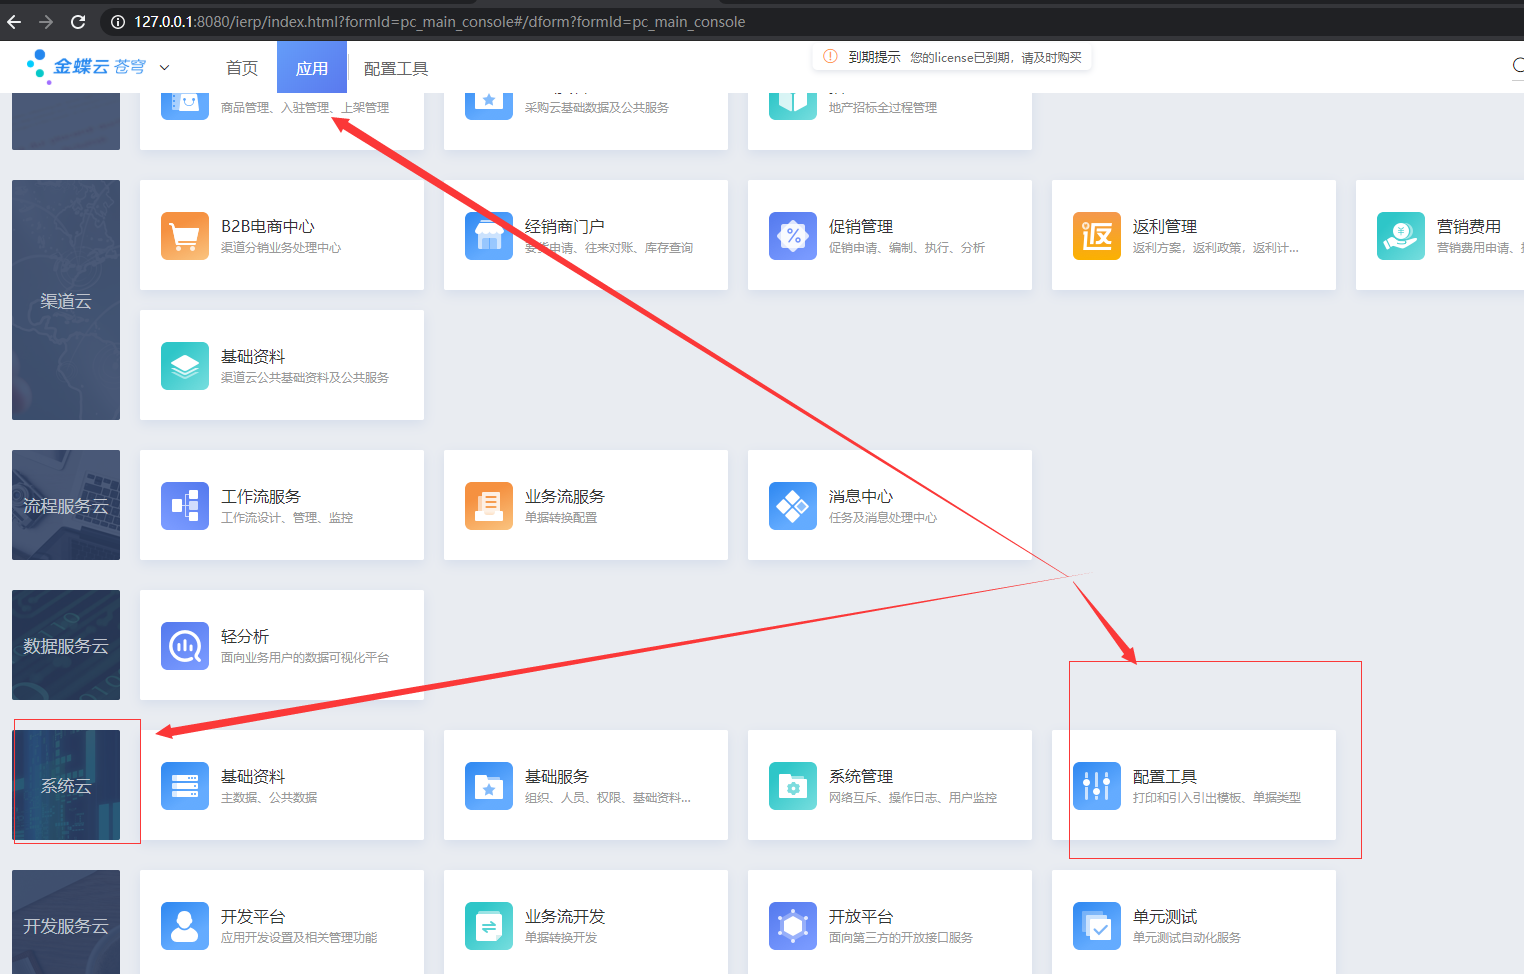 127.0.0.1:8080/ierp/index.html?formId=pc_main_console#/dform?formId=pc_main_console
金蝶云 苍穹
首页
应用
配置工具
到期提示 您的license已到期，请及时购买
商品管理、入驻管理、上架管理
采购云基础数据及公共服务
地产招标全过程管理
渠道云
B2B电商中心
渠道分销业务处理中心
经销商门户
要货申请、往来对账、库存查询
促销管理
促销申请、编制、执行、分析
返利管理
返利方案，返利政策，返利计...
营销费用
营销费用申请、
基础资料
渠道云公共基础资料及公共服务
流程服务云
工作流服务
工作流设计、管理、监控
业务流服务
单据转换配置
消息中心
任务及消息处理中心
数据服务云
轻分析
面向业务用户的数据可视化平台
系统云
基础资料
主数据、公共数据
基础服务
组织、人员、权限、基础资料...
系统管理
网络互斥、操作日志、用户监控
配置工具
打印和引入引出模板、单据类型
开发服务云
开发平台
应用开发设置及相关管理功能
业务流开发
单据转换开发
开放平台
面向第三方的开放接口服务
单元测试
单元测试自动化服务